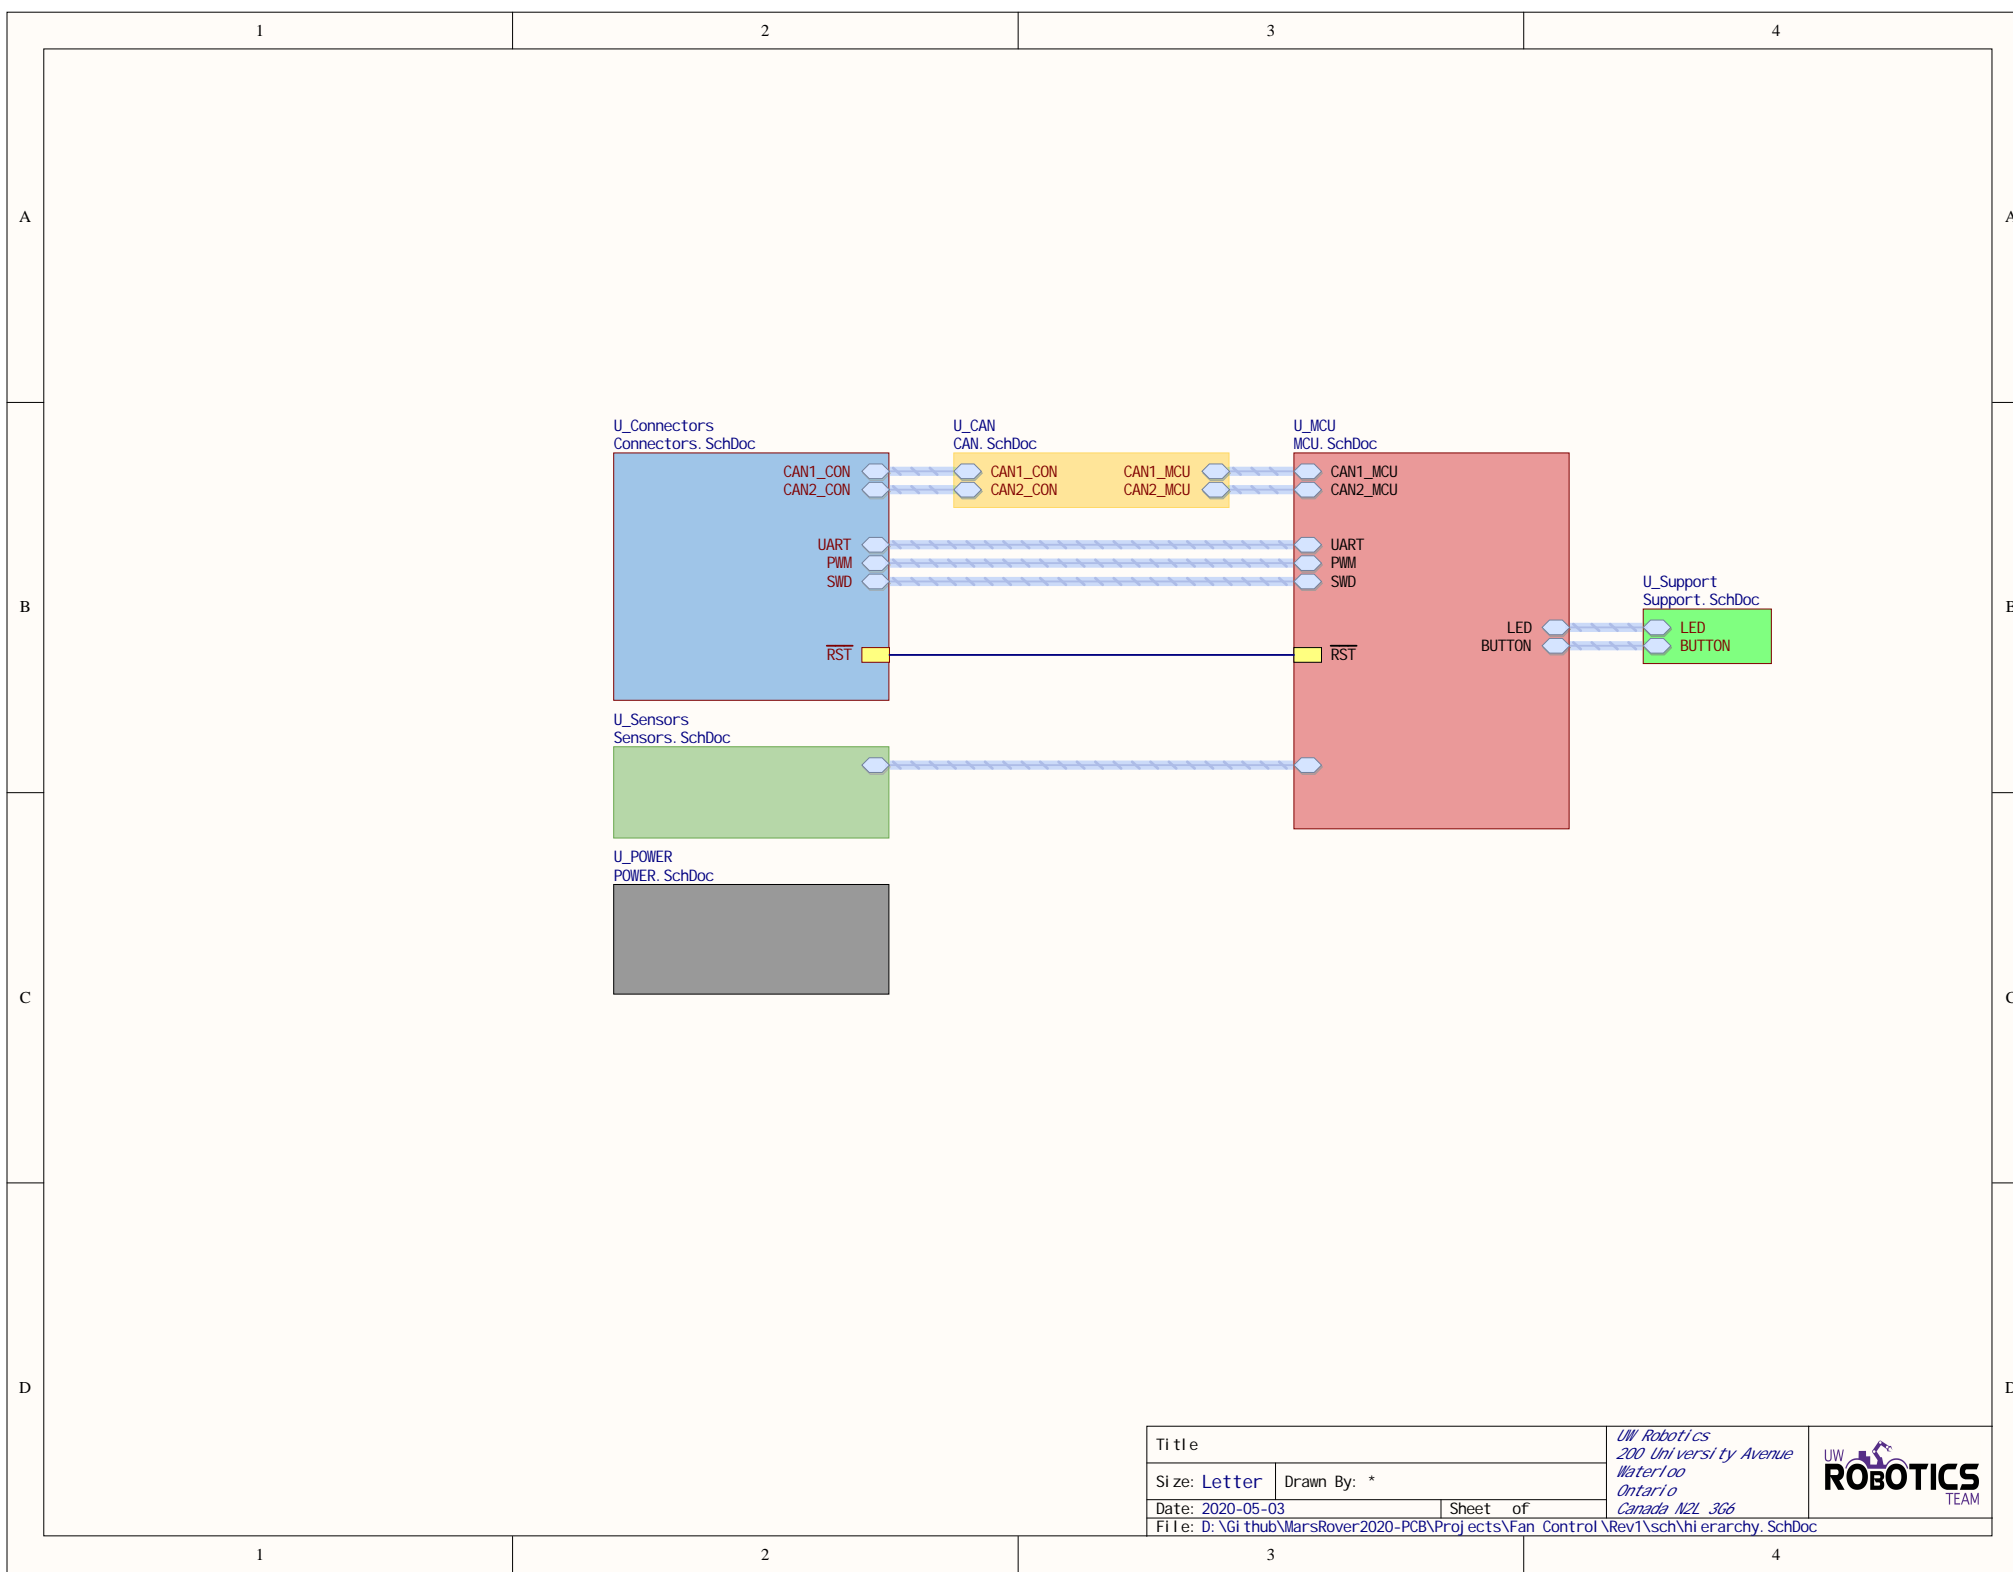 1 2 3 4
A A
U_Connectors
Connectors.SchDoc
U_CAN
CAN.SchDoc
U_MCU
MCU.SchDoc
CAN1_CON CAN1_CON CAN1_MCU CAN1_MCU
CAN2_CON CAN2_CON CAN2_MCU CAN2_MCU
UART UART
PWM PWM
SWD SWD
U_Support
Support.SchDoc
B B
LED LED
BUTTON BUTTON
RST RST
U_Sensors
Sensors.SchDoc
U_POWER
POWER.SchDoc
C C
D D
Title
Size: Letter Drawn By: *
Date: 2020-05-03 Sheet of
File: D:\Github\MarsRover2020-PCB\Projects\Fan Control\Rev1\sch\hierarchy.SchDoc
UW Robotics
200 University Avenue
Waterloo
Ontario
Canada N2L 3G6
UW
ROBOTICS
TEAM
1 2 3 4